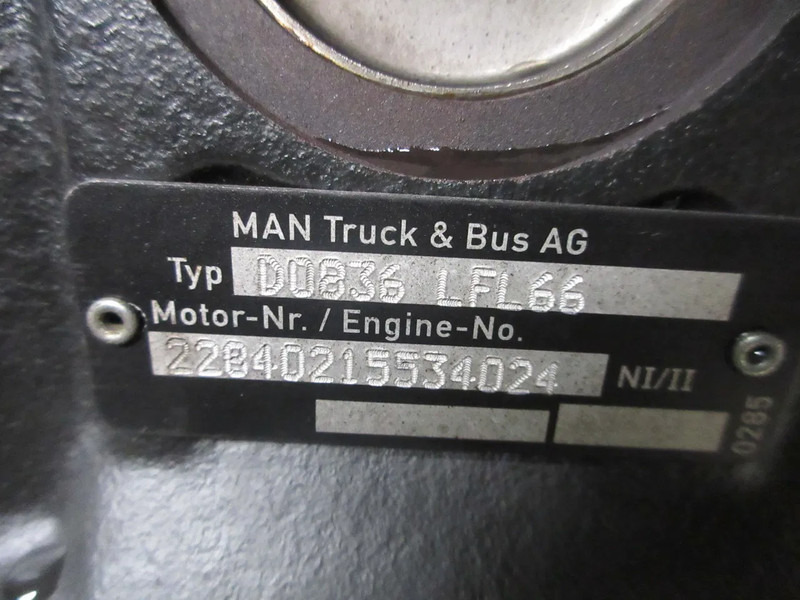 MAN Truck & Bus AG
Typ D0836 LFL66
Motor-Nr. / Engine-No.
22840215534024 NI/II
0285